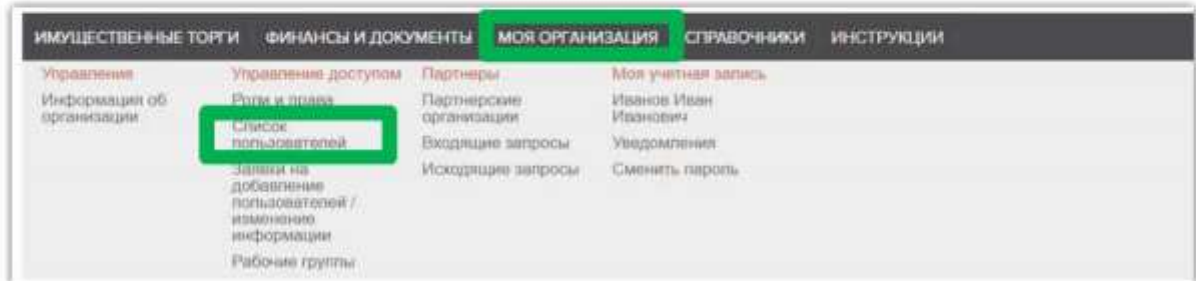 ИМУЩЕСТВЕННЫЕ ТОРГИ ФИНАНСЫ И ДОКУМЕНТЫ МОЯ ОРГАНИЗАЦИЯ СПРАВОЧНИКИ ИНСТРУКЦИИ
Управления
Информация об
организации
Управление доступом
Роли и права
Список
пользователей
Заявки на
добавление
пользователей /
изменение
информации
Рабочие группы
Партнеры
Партнерские
организации
Входящие запросы
Исходящие запросы
Моя учетная запись
Иванов Иван
Иванович
Уведомления
Сменить пароль